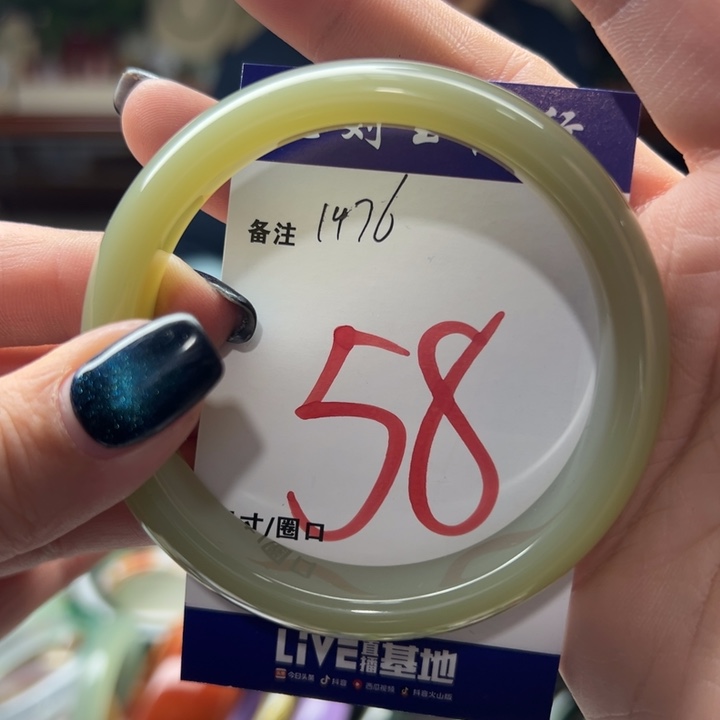 备注 1476
58
寸/圈口
LiVE直播基地
今日头条 抖音 西瓜视频 抖音火山版